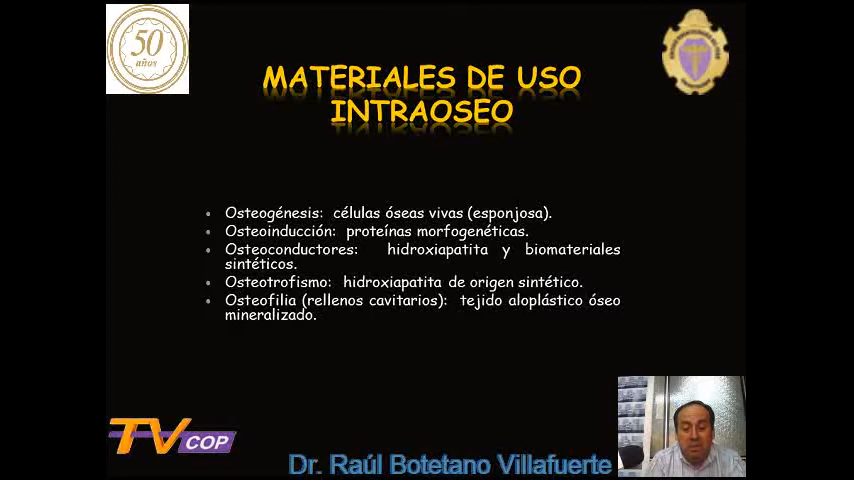 50
años
MATERIALES DE USO
INTRAOSEO
Osteogénesis: células óseas vivas (esponjosa).
Osteoinducción: proteínas morfogenéticas.
Osteoconductores: hidroxiapatita y biomateriales
sintéticos.
Osteotrofismo: hidroxiapatita de origen sintético.
Osteofilia (rellenos cavitarios): tejido aloplástico óseo
mineralizado.
TV COP
Dr. Raúl Botetano Villafuerte